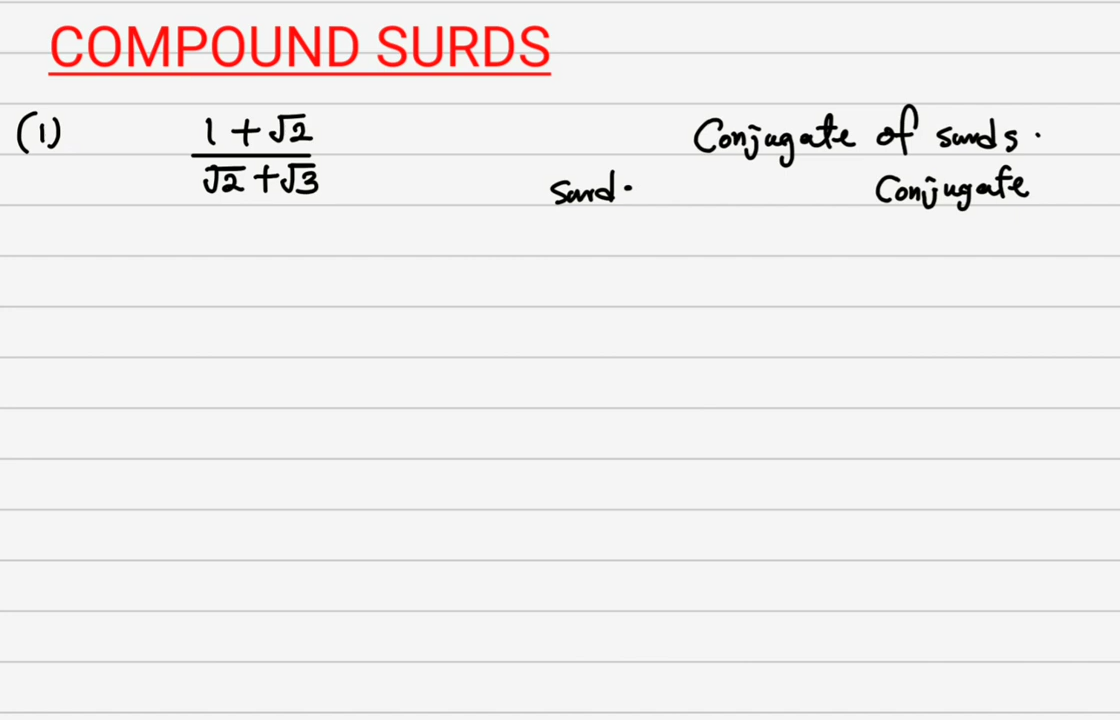 COMPOUND SURDS
(1) 1 + √2 / √2 + √3
Conjugate of surds.
Surd. Conjugate